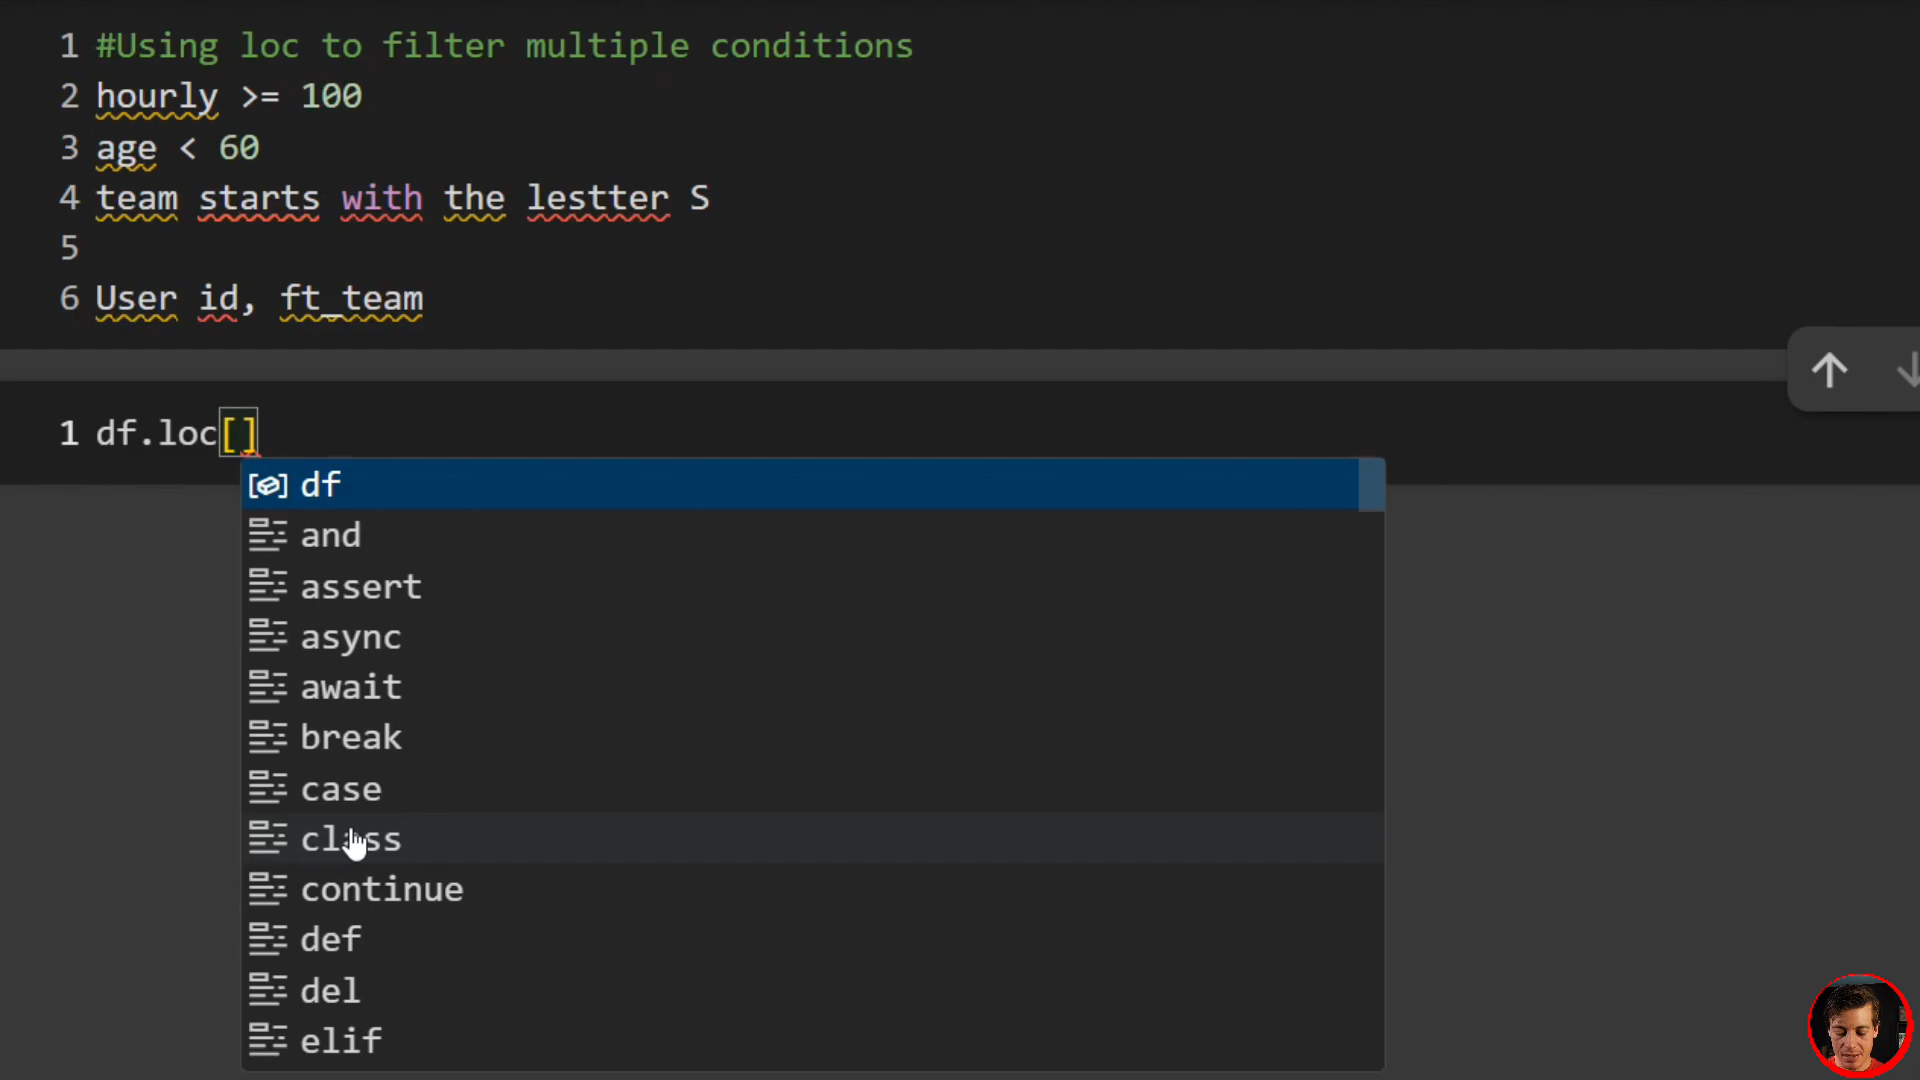 1 #Using loc to filter multiple conditions
2 hourly >= 100
3 age < 60
4 team starts with the lestter S
5
6 User id, ft_team
1 df.loc[]
df
and
assert
async
await
break
case
class
continue
def
del
elif